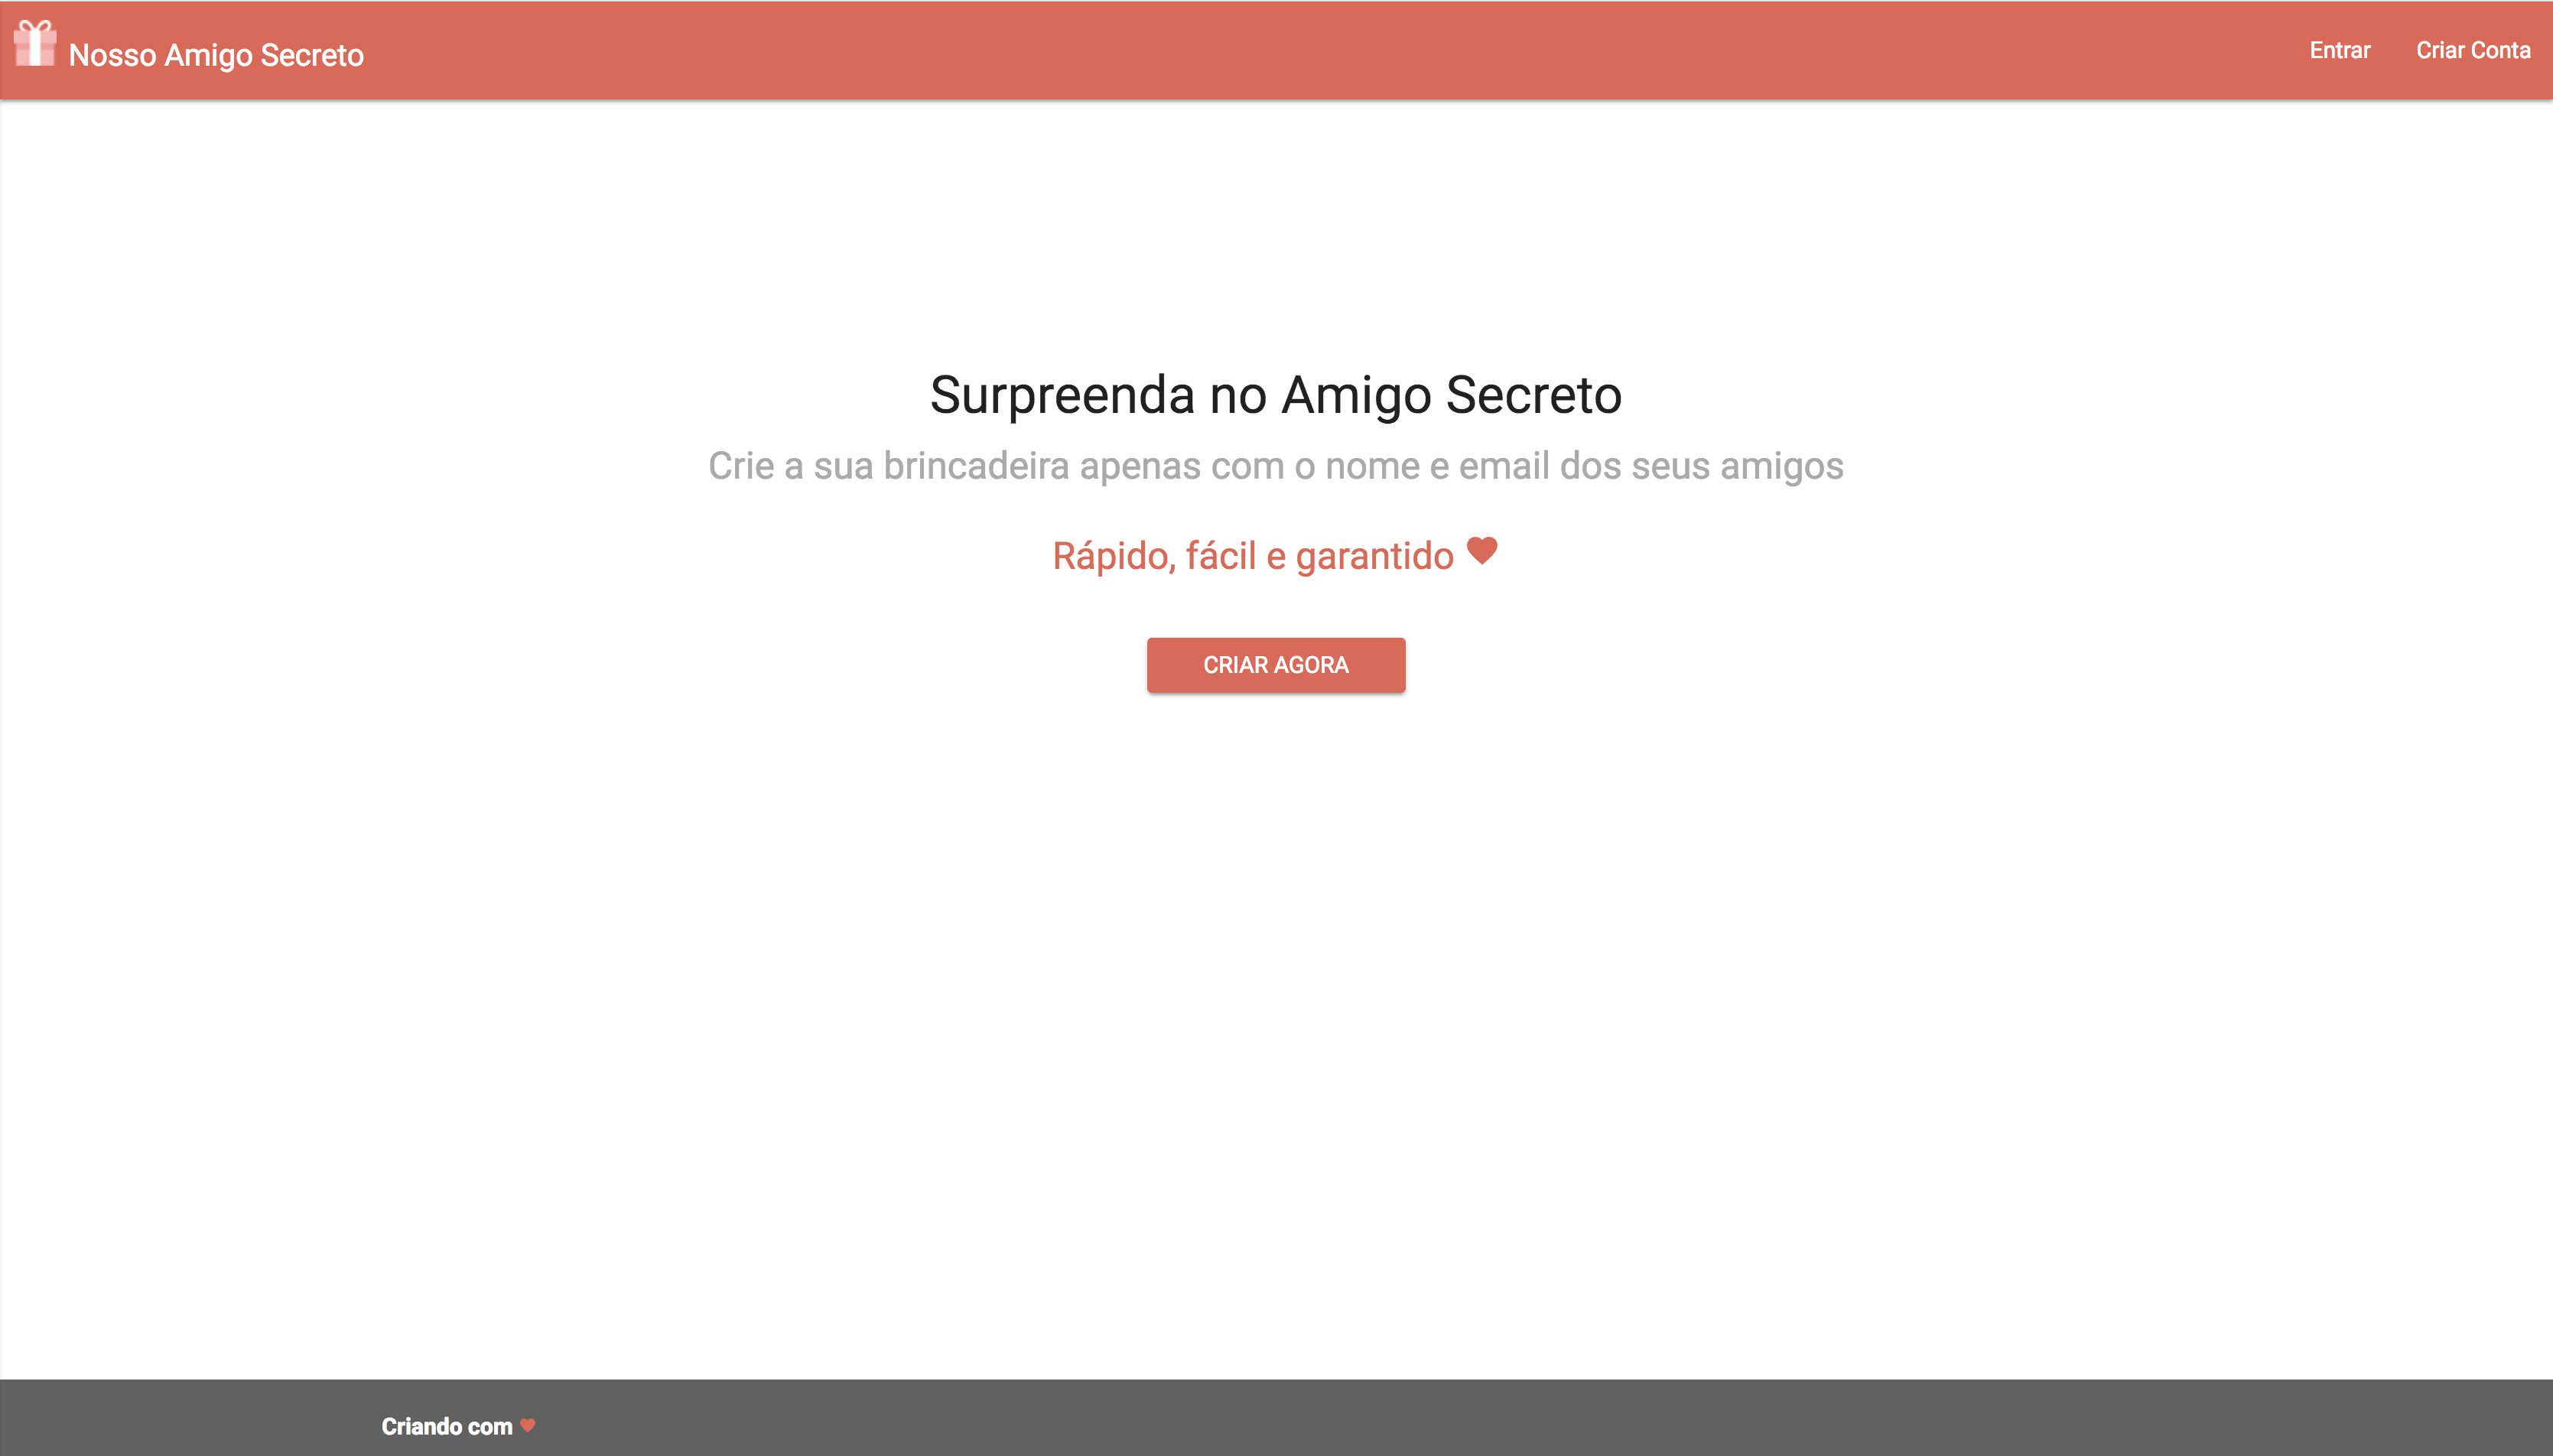 Nosso Amigo Secreto
Entrar
Criar Conta
Surpreenda no Amigo Secreto
Crie a sua brincadeira apenas com o nome e email dos seus amigos
Rápido, fácil e garantido
CRIAR AGORA
Criando com